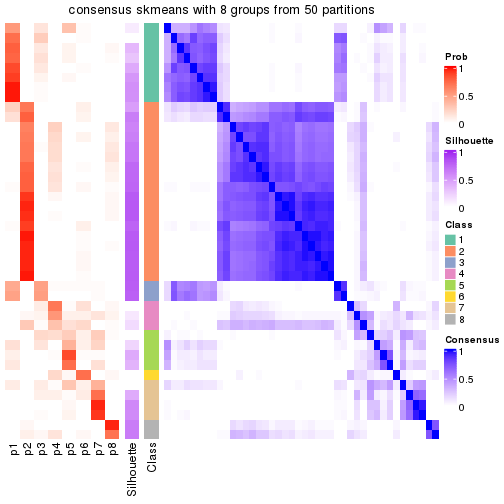 consensus skmeans with 8 groups from 50 partitions
Prob
1
0.5
0
Silhouette
1
0.5
0
Class
1
2
3
4
5
6
7
8
Consensus
1
0.5
0
p1
p2
p3
p4
p5
p6
p7
p8
Silhouette
Class